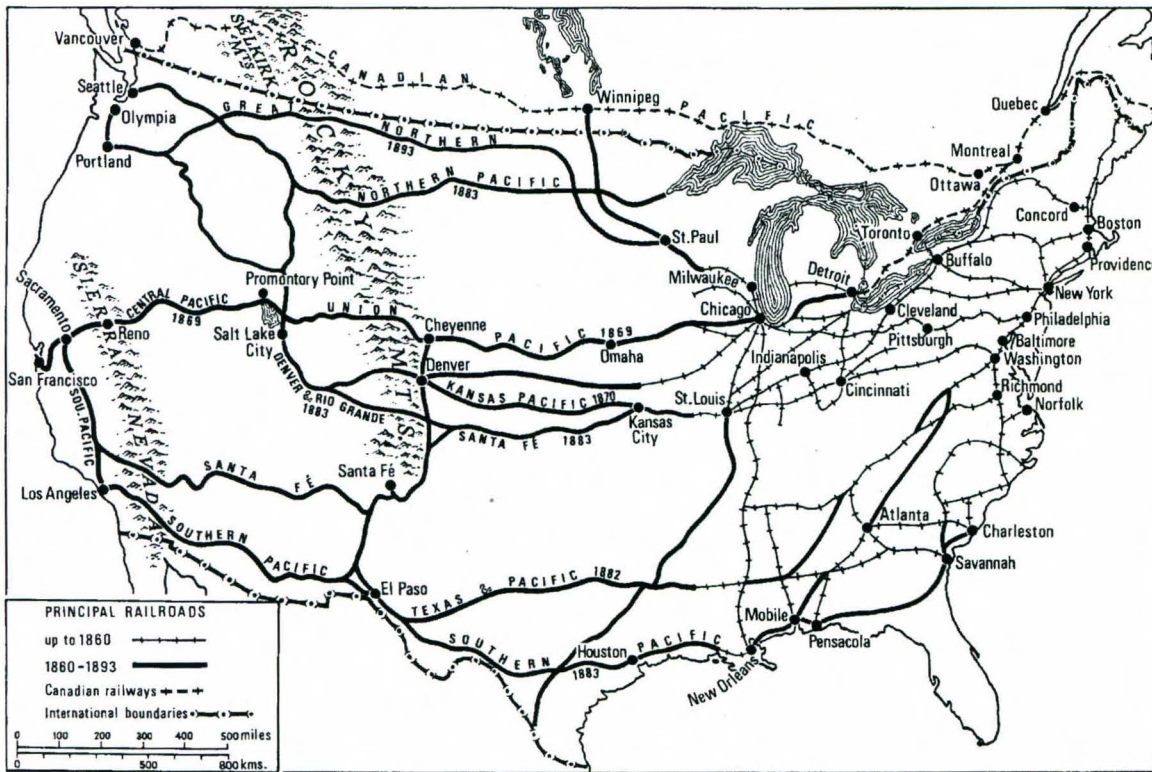 Vancouver
SELKIRK MTS
ROCKY MTS
CANADIAN PACIFIC
Winnipeg
Quebec
Seattle
Olympia
GREAT NORTHERN
1893
Portland
Montreal
Ottawa
NORTHERN PACIFIC
1883
Concord
Boston
Toronto
St.Paul
Buffalo
Providence
Promontory Point
Milwaukee
Detroit
New York
Sacramento
SIERRA NEVADA
CENTRAL PACIFIC
1869
Reno
UNION PACIFIC 1869
Cheyenne
Chicago
Cleveland
Philadelphia
Salt Lake
City
Omaha
Pittsburgh
Baltimore
Indianapolis
Washington
San Francisco
Denver
DENVER & RIO GRANDE
1883
KANSAS PACIFIC 1870
St.Louis
Cincinnati
Richmond
Norfolk
Kansas
City
SOU. PACIFIC
SANTA FÉ 1883
Santa Fé
SANTA FÉ
Los Angeles
SOUTHERN PACIFIC
Atlanta
Charleston
Savannah
El Paso
TEXAS & PACIFIC 1882
Mobile
Pensacola
SOUTHERN PACIFIC
1883
Houston
New Orleans
PRINCIPAL RAILROADS
up to 1860
1860-1893
Canadian railways
International boundaries
0 100 200 300 400 500 miles
0 500 800 kms.